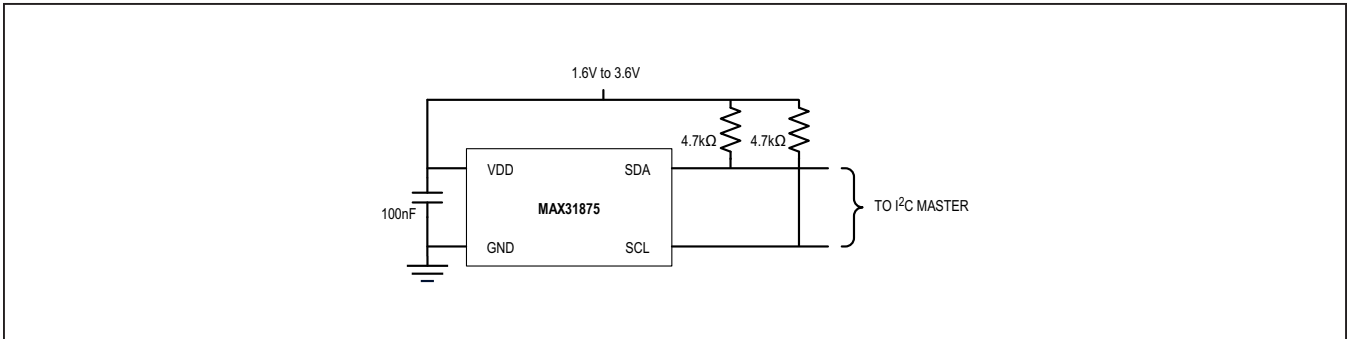 1.6V to 3.6V
4.7kΩ 4.7kΩ
VDD SDA
100nF MAX31875 TO I²C MASTER
GND SCL